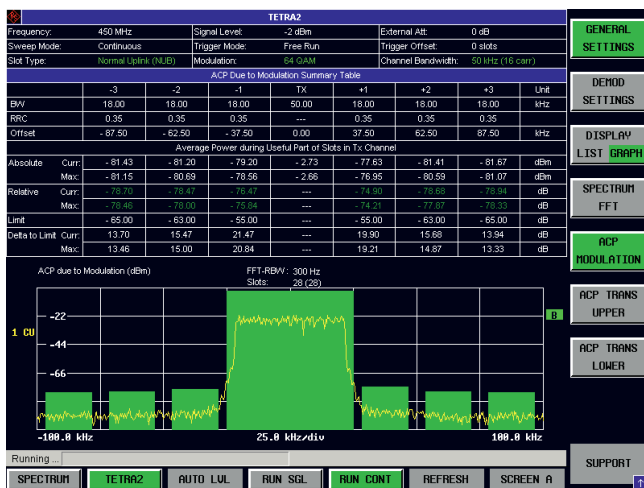 TETRA2
Frequency: 450 MHz Signal Level: -2 dBm External Att: 0 dB
Sweep Mode: Continuous Trigger Mode: Free Run Trigger Offset: 0 slots
Slot Type: Normal Uplink (NUB) Modulation: 64 QAM Channel Bandwidth: 50 kHz (16 carr)
ACP Due to Modulation Summary Table
-3 -2 -1 TX +1 +2 +3 Unit
BW 18.00 18.00 18.00 50.00 18.00 18.00 18.00 kHz
RRC 0.35 0.35 0.35 --- 0.35 0.35 0.35
Offset - 87.50 - 62.50 - 37.50 0.00 37.50 62.50 87.50 kHz
Average Power during Useful Part of Slots in Tx Channel
Absolute Curr: - 81.43 - 81.20 - 79.20 - 2.73 - 77.63 - 81.41 - 81.67 dBm
Max: - 81.15 - 80.69 - 78.56 - 2.66 - 76.95 - 80.59 - 81.07 dBm
Relative Curr: - 78.70 - 78.47 - 76.47 --- - 74.90 - 78.68 - 78.94 dB
Max: - 78.46 - 78.00 - 75.84 --- - 74.21 - 77.87 - 78.33 dB
Limit - 65.00 - 63.00 - 55.00 --- - 55.00 - 63.00 - 65.00 dB
Delta to Limit Curr: 13.70 15.47 21.47 --- 19.90 15.68 13.94 dB
Max: 13.46 15.00 20.84 --- 19.21 14.87 13.33 dB
ACP due to Modulation (dBm) FFT-RBW: 300 Hz
Slots: 28 (28)
-22
B
1 CU
-44
-66
-100.0 kHz 25.0 kHz/div 100.0 kHz
Running ...
SPECTRUM TETRA2 AUTO LVL RUN SGL RUN CONT REFRESH SCREEN A
GENERAL
SETTINGS
DEMOD
SETTINGS
DISPLAY
LIST GRAPH
SPECTRUM
FFT
ACP
MODULATION
ACP TRANS
UPPER
ACP TRANS
LOWER
SUPPORT